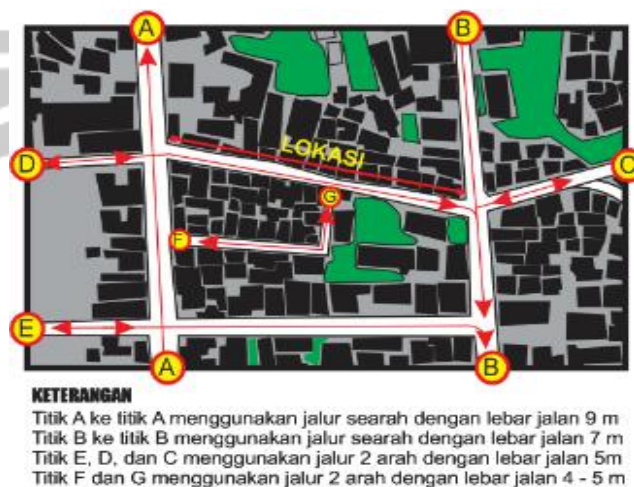 A
B
D
LOKASI
C
G
F
E
A
B
KETERANGAN
Titik A ke titik A menggunakan jalur searah dengan lebar jalan 9 m
Titik B ke titik B menggunakan jalur searah dengan lebar jalan 7 m
Titik E, D, dan C menggunakan jalur 2 arah dengan lebar jalan 5m
Titik F dan G menggunakan jalur 2 arah dengan lebar jalan 4 - 5 m